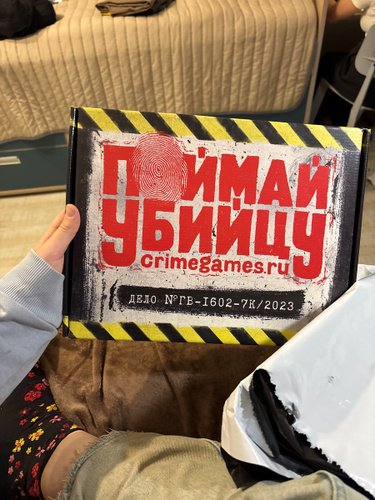 ПОЙМАЙ
УБИЙЦУ
crimegames.ru
ДЕЛО №ГВ-1602-7К/2023